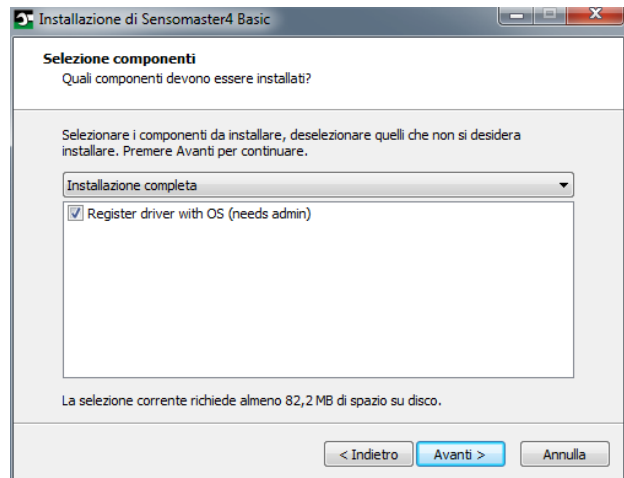 Installazione di Sensomaster4 Basic
Selezione componenti
Quali componenti devono essere installati?
Selezionare i componenti da installare, deselezionare quelli che non si desidera
installare. Premere Avanti per continuare.
Installazione completa
Register driver with OS (needs admin)
La selezione corrente richiede almeno 82,2 MB di spazio su disco.
< Indietro
Avanti >
Annulla